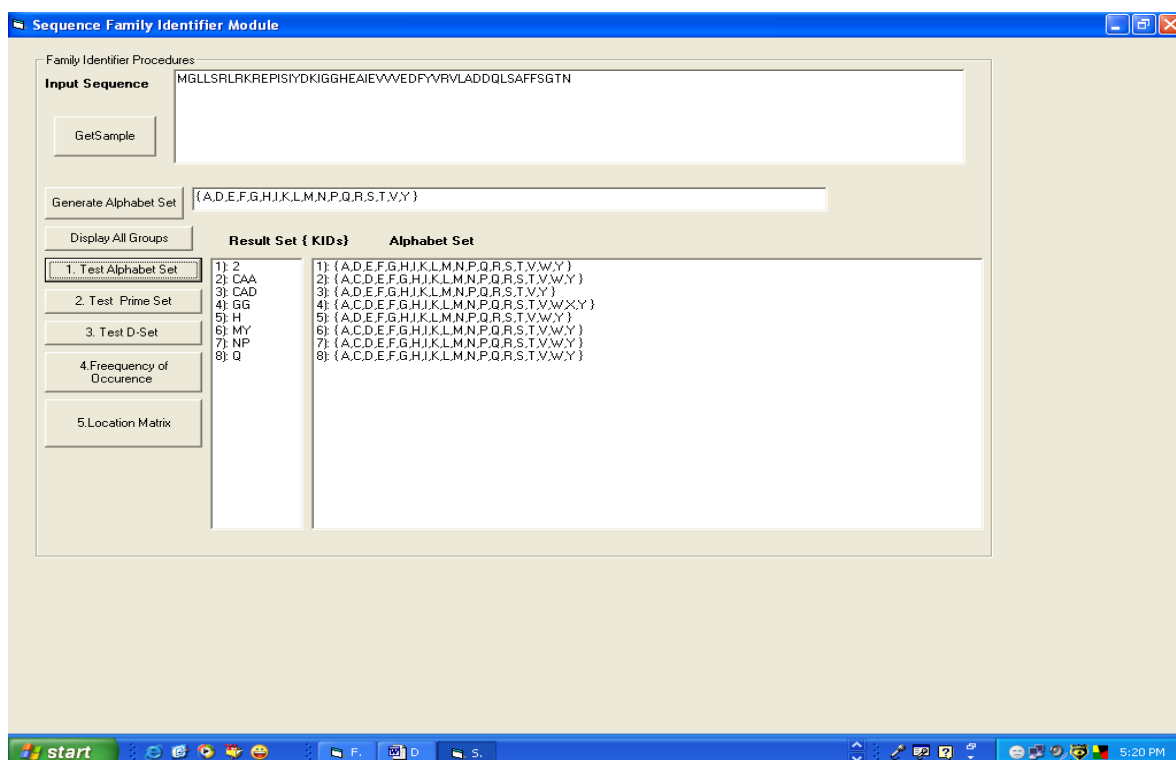 Sequence Family Identifier Module
Family Identifier Procedures
Input Sequence
MGLLSRLRKREPISIYDKIGGHEAIEVVVEDFYVRVLADDQLSAFFSGTN
GetSample
Generate Alphabet Set
{ A,D,E,F,G,H,I,K,L,M,N,P,Q,R,S,T,V,Y }
Display All Groups
Result Set { KIDs}
Alphabet Set
1. Test Alphabet Set
2. Test Prime Set
3. Test D-Set
4.Freequency of
Occurence
5.Location Matrix
1): 2
2): CAA
3): CAD
4): GG
5): H
6): MY
7): NP
8): Q
1): { A,D,E,F,G,H,I,K,L,M,N,P,Q,R,S,T,V,W,Y }
2): { A,C,D,E,F,G,H,I,K,L,M,N,P,Q,R,S,T,V,W,Y }
3): { A,D,E,F,G,H,I,K,L,M,N,P,Q,R,S,T,V,Y }
4): { A,C,D,E,F,G,H,I,K,L,M,N,P,Q,R,S,T,V,W,X,Y }
5): { A,D,E,F,G,H,I,K,L,M,N,P,Q,R,S,T,V,W,Y }
6): { A,C,D,E,F,G,H,I,K,L,M,N,P,Q,R,S,T,V,W,Y }
7): { A,C,D,E,F,G,H,I,K,L,M,N,P,Q,R,S,T,V,W,Y }
8): { A,C,D,E,F,G,H,I,K,L,M,N,P,Q,R,S,T,V,W,Y }
start
F.
D
S.
5:20 PM